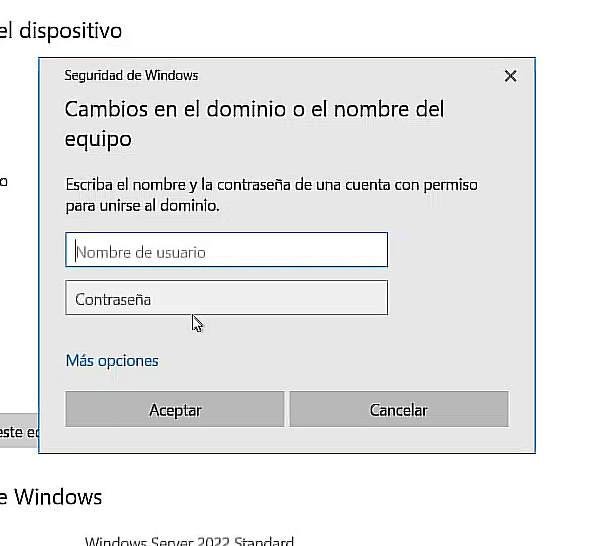 el dispositivo
Seguridad de Windows
Cambios en el dominio o el nombre del
equipo
o
Escriba el nombre y la contraseña de una cuenta con permiso
para unirse al dominio.
Nombre de usuario
Contraseña
Más opciones
Aceptar
Cancelar
este
e Windows
Windows Server 2022 Standard